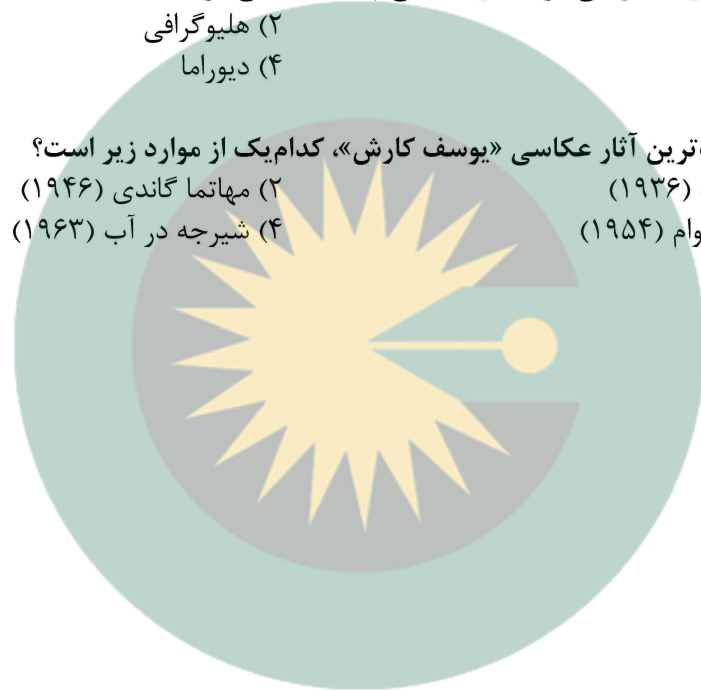 ۲) هلیوگرافی
۴) دیوراما
آثار عکاسی «یوسف کارش»، کدام‌یک از موارد زیر است؟
(۱۹۳۶) ۲) مهاتما گاندی (۱۹۴۶)
(۱۹۵۴) ۴) شیرجه در آب (۱۹۶۳)